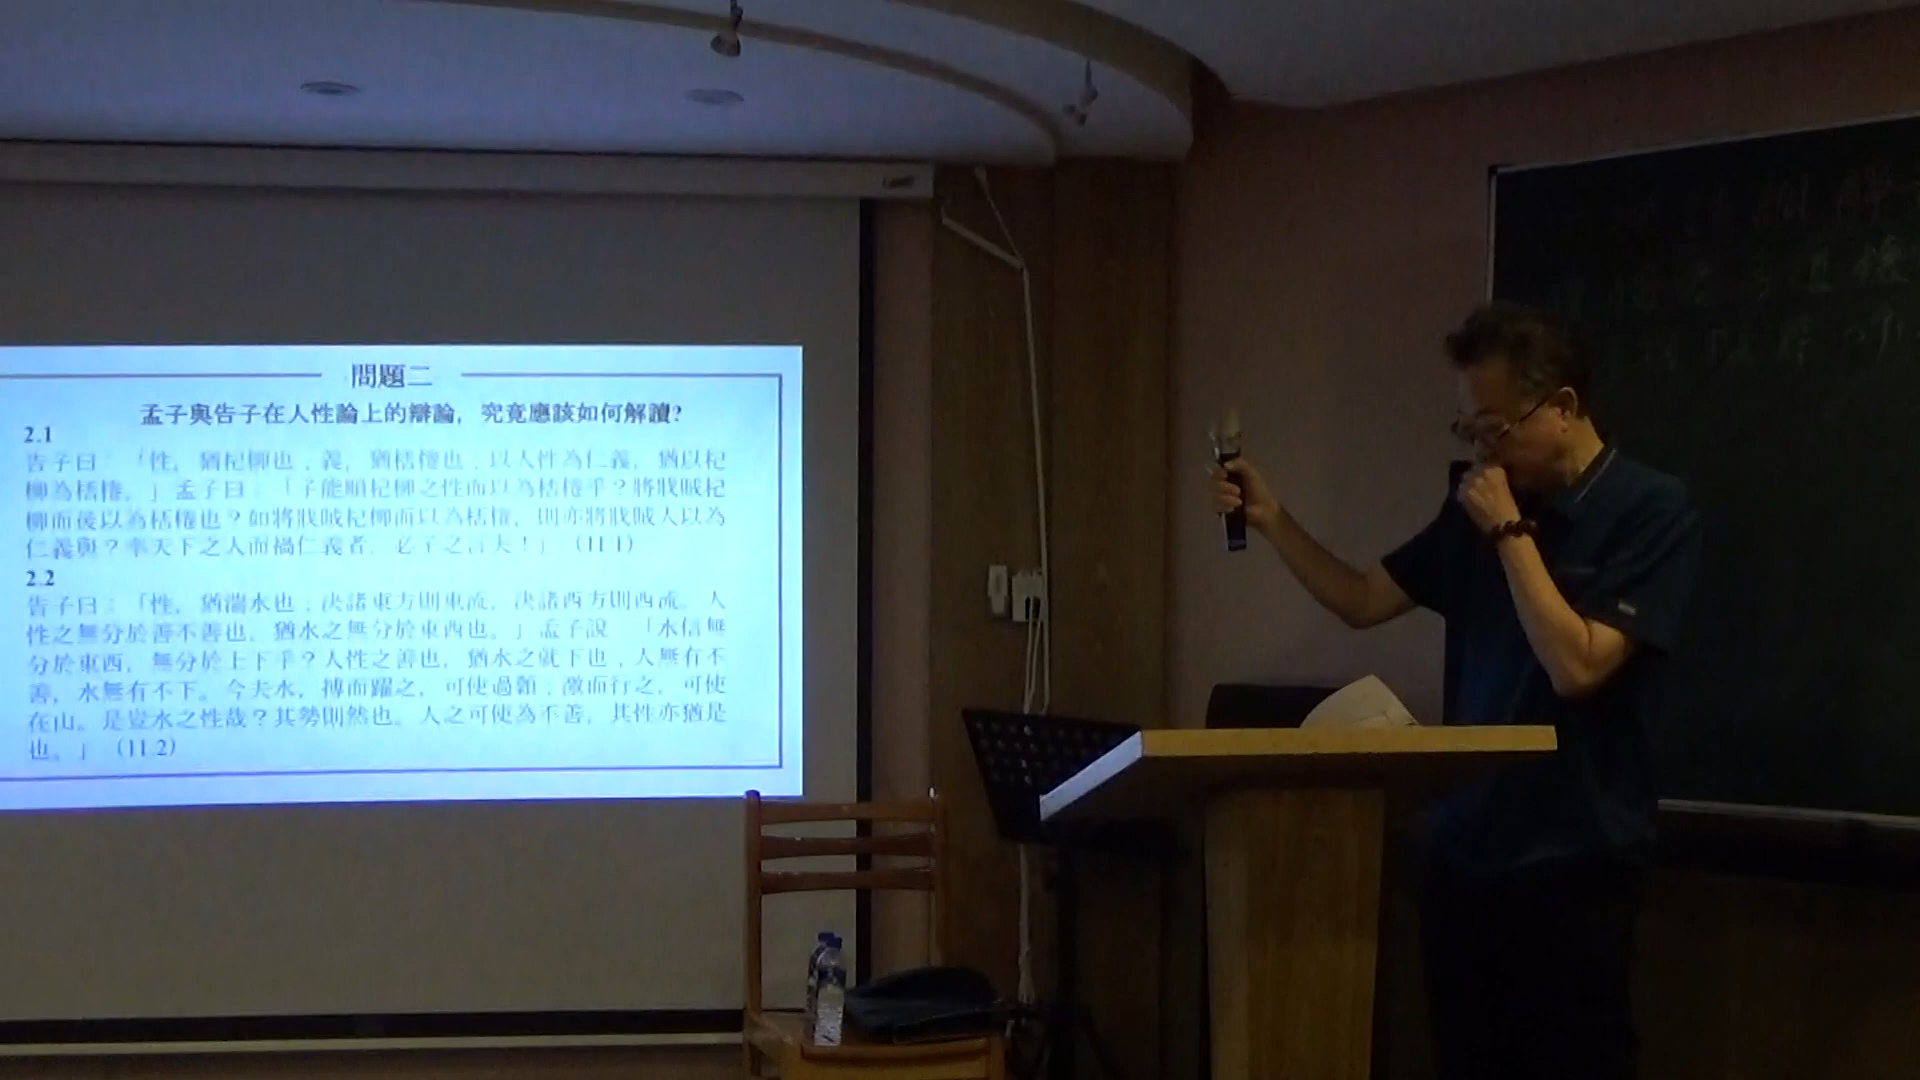 問題二
孟子與告子在人性論上的辯論，究竟應該如何解讀?
2.1
告子曰：「性，猶杞柳也；義，猶桮棬也；以人性為仁義，猶以杞
柳為桮棬。」孟子曰：「子能順杞柳之性而以為桮棬乎？將戕賊杞
柳而後以為桮棬也？如將戕賊杞柳而以為桮棬，則亦將戕賊人以為
仁義與？率天下之人而禍仁義者，必子之言夫！」（11.1）
2.2
告子曰：「性，猶湍水也；決諸東方則東流，決諸西方則西流。人
性之無分於善不善也，猶水之無分於東西也。」孟子說：「水信無
分於東西，無分於上下乎？人性之善也，猶水之就下也；人無有不
善，水無有不下。今夫水，搏而躍之，可使過顙；激而行之，可使
在山。是豈水之性哉？其勢則然也。人之可使為不善，其性亦猶是
也。」（11.2）